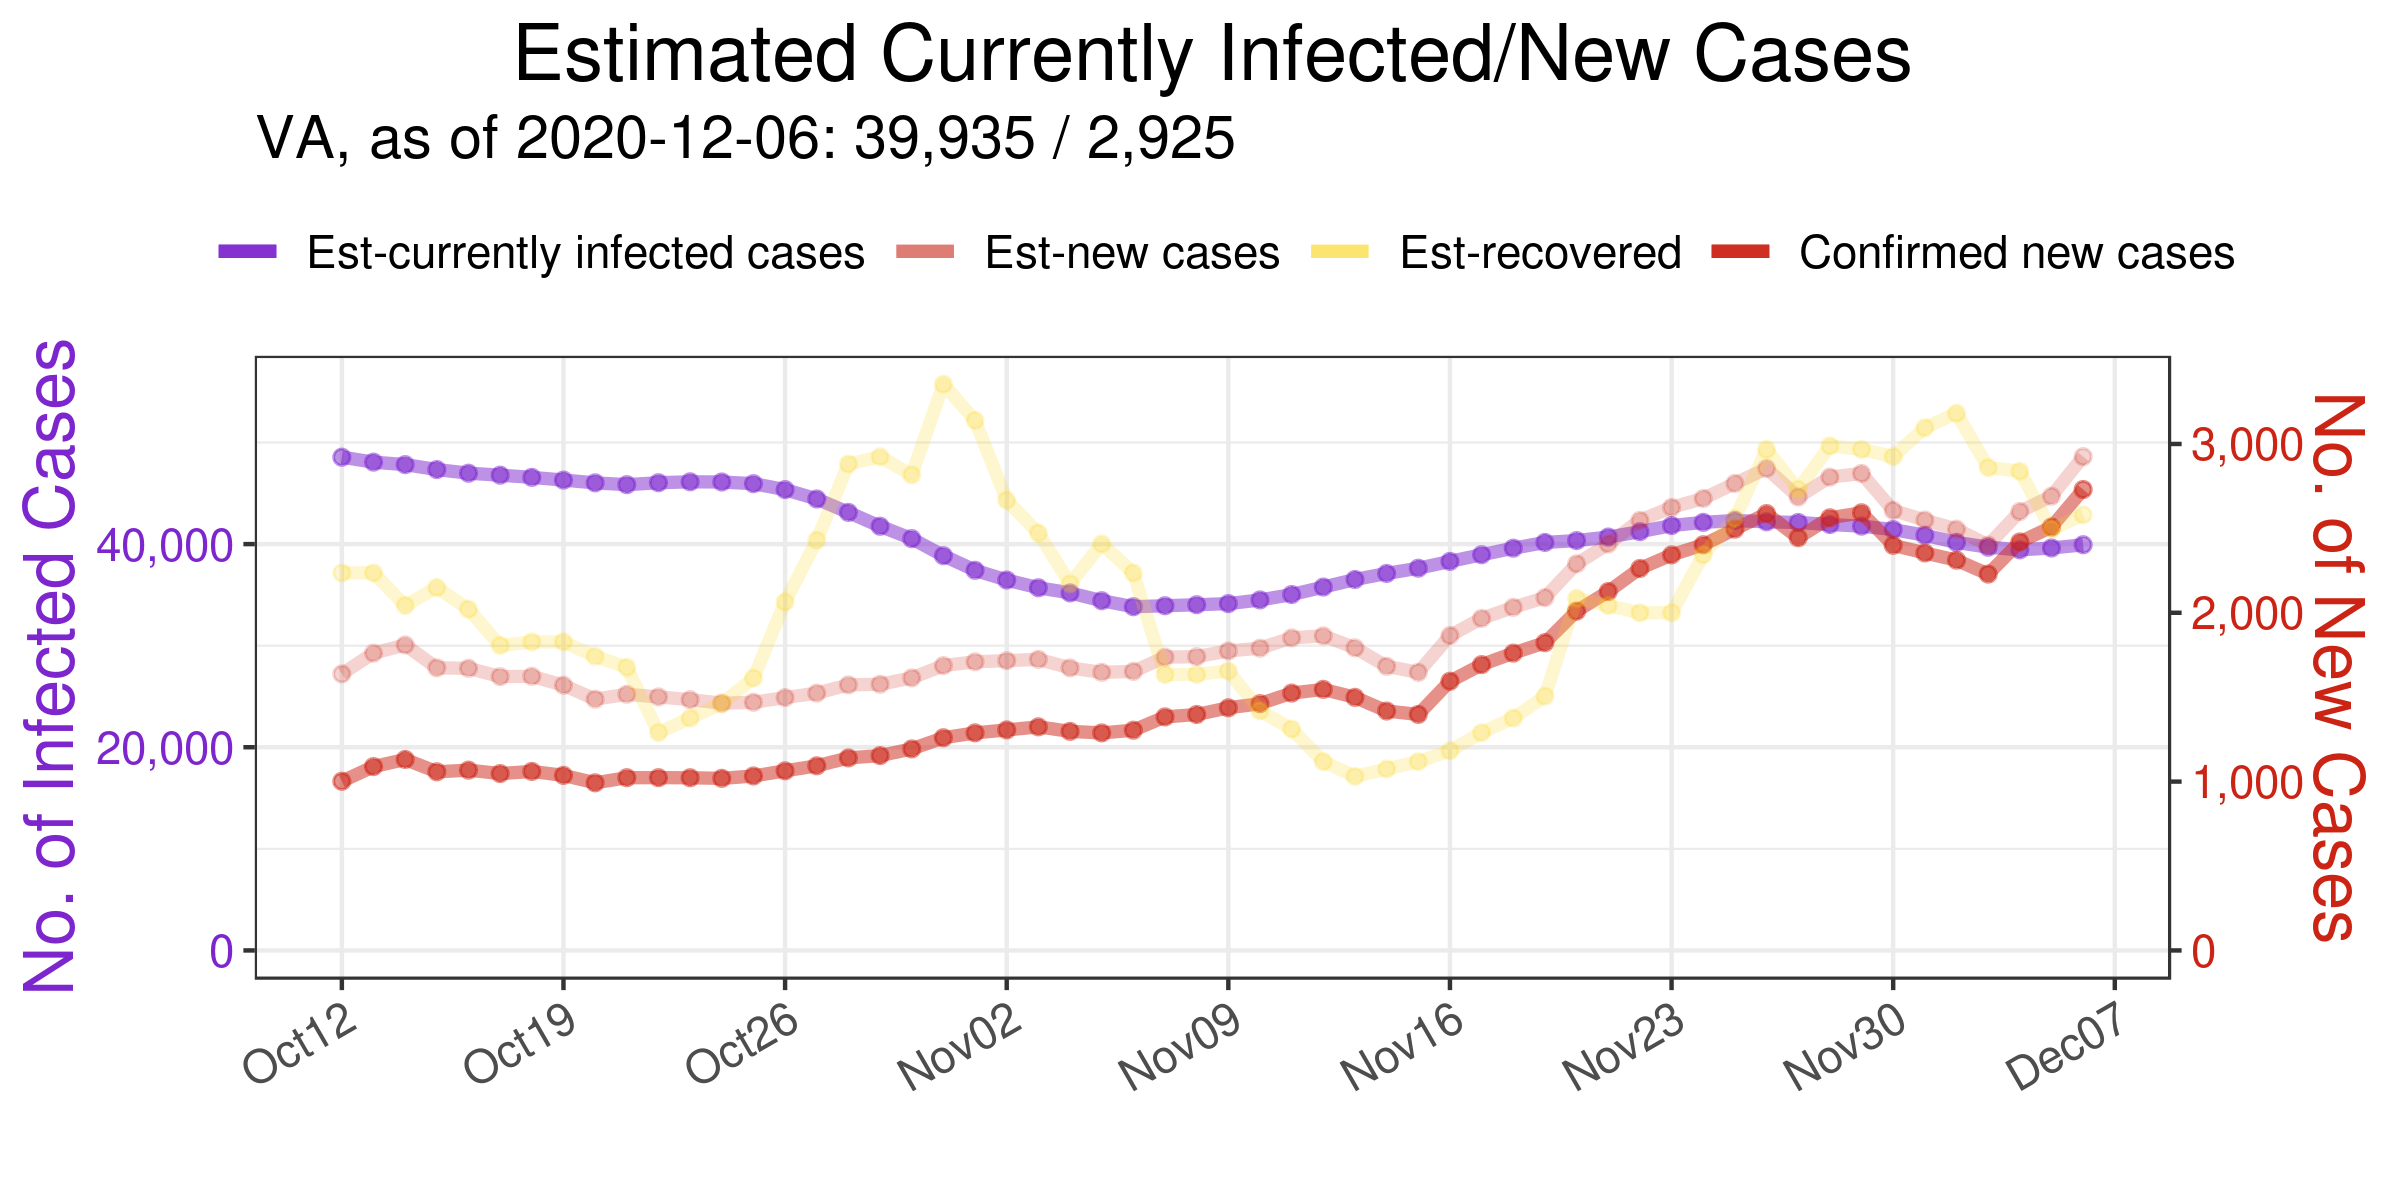 Estimated Currently Infected/New Cases
VA, as of 2020-12-06: 39,935 / 2,925
Est-currently infected cases Est-new cases Est-recovered Confirmed new cases
No. of Infected Cases
40,000
20,000
0
3,000
2,000
1,000
0
No. of New Cases
Oct12 Oct19 Oct26 Nov02 Nov09 Nov16 Nov23 Nov30 Dec07